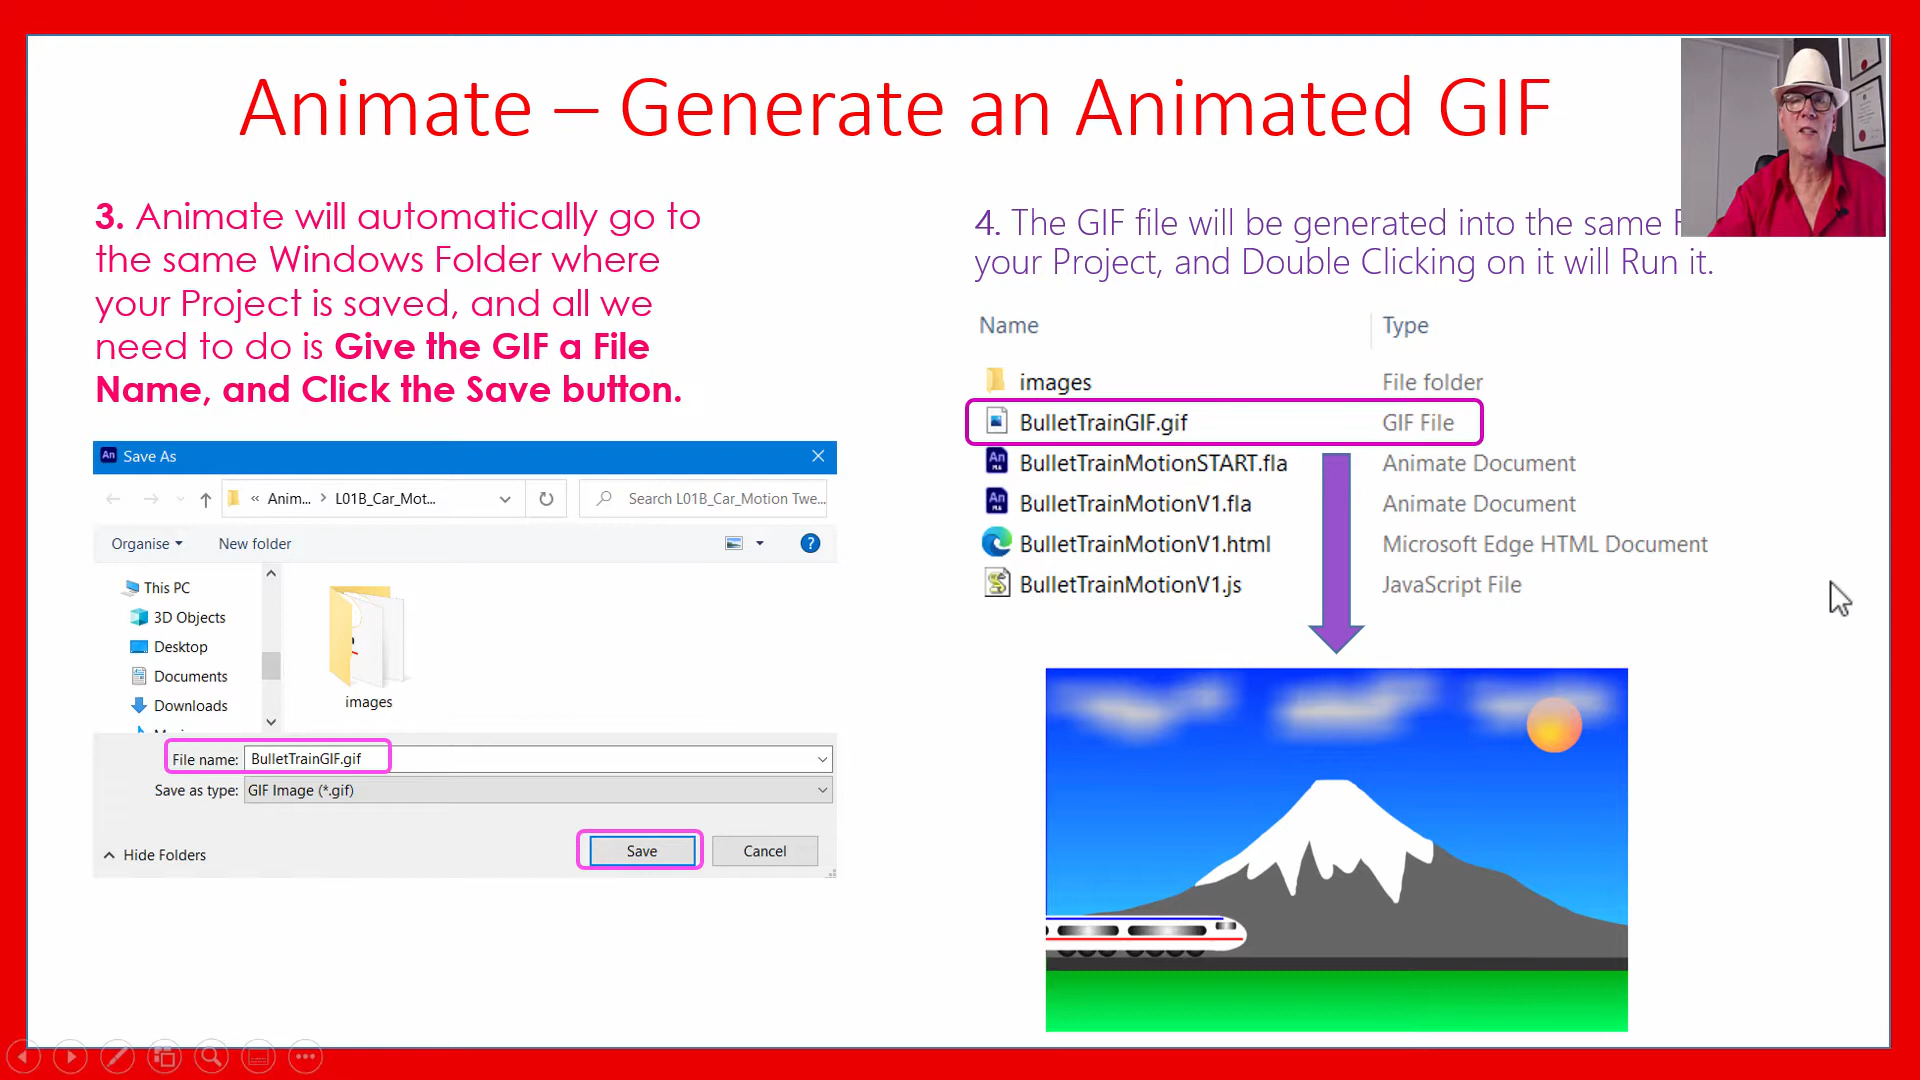 Animate – Generate an Animated GIF
3. Animate will automatically go to
the same Windows Folder where
your Project is saved, and all we
need to do is Give the GIF a File
Name, and Click the Save button.
An Save As
« Anim... > L01B_Car_Mot...
Search L01B_Car_Motion Twe...
Organise
New folder
?
This PC
3D Objects
Desktop
Documents
Downloads
images
File name: BulletTrainGIF.gif
Save as type: GIF Image (*.gif)
Hide Folders
Save
Cancel
4. The GIF file will be generated into the same
your Project, and Double Clicking on it will Run it.
Name Type
images File folder
BulletTrainGIF.gif GIF File
An BulletTrainMotionSTART.fla Animate Document
An BulletTrainMotionV1.fla Animate Document
BulletTrainMotionV1.html Microsoft Edge HTML Document
BulletTrainMotionV1.js JavaScript File